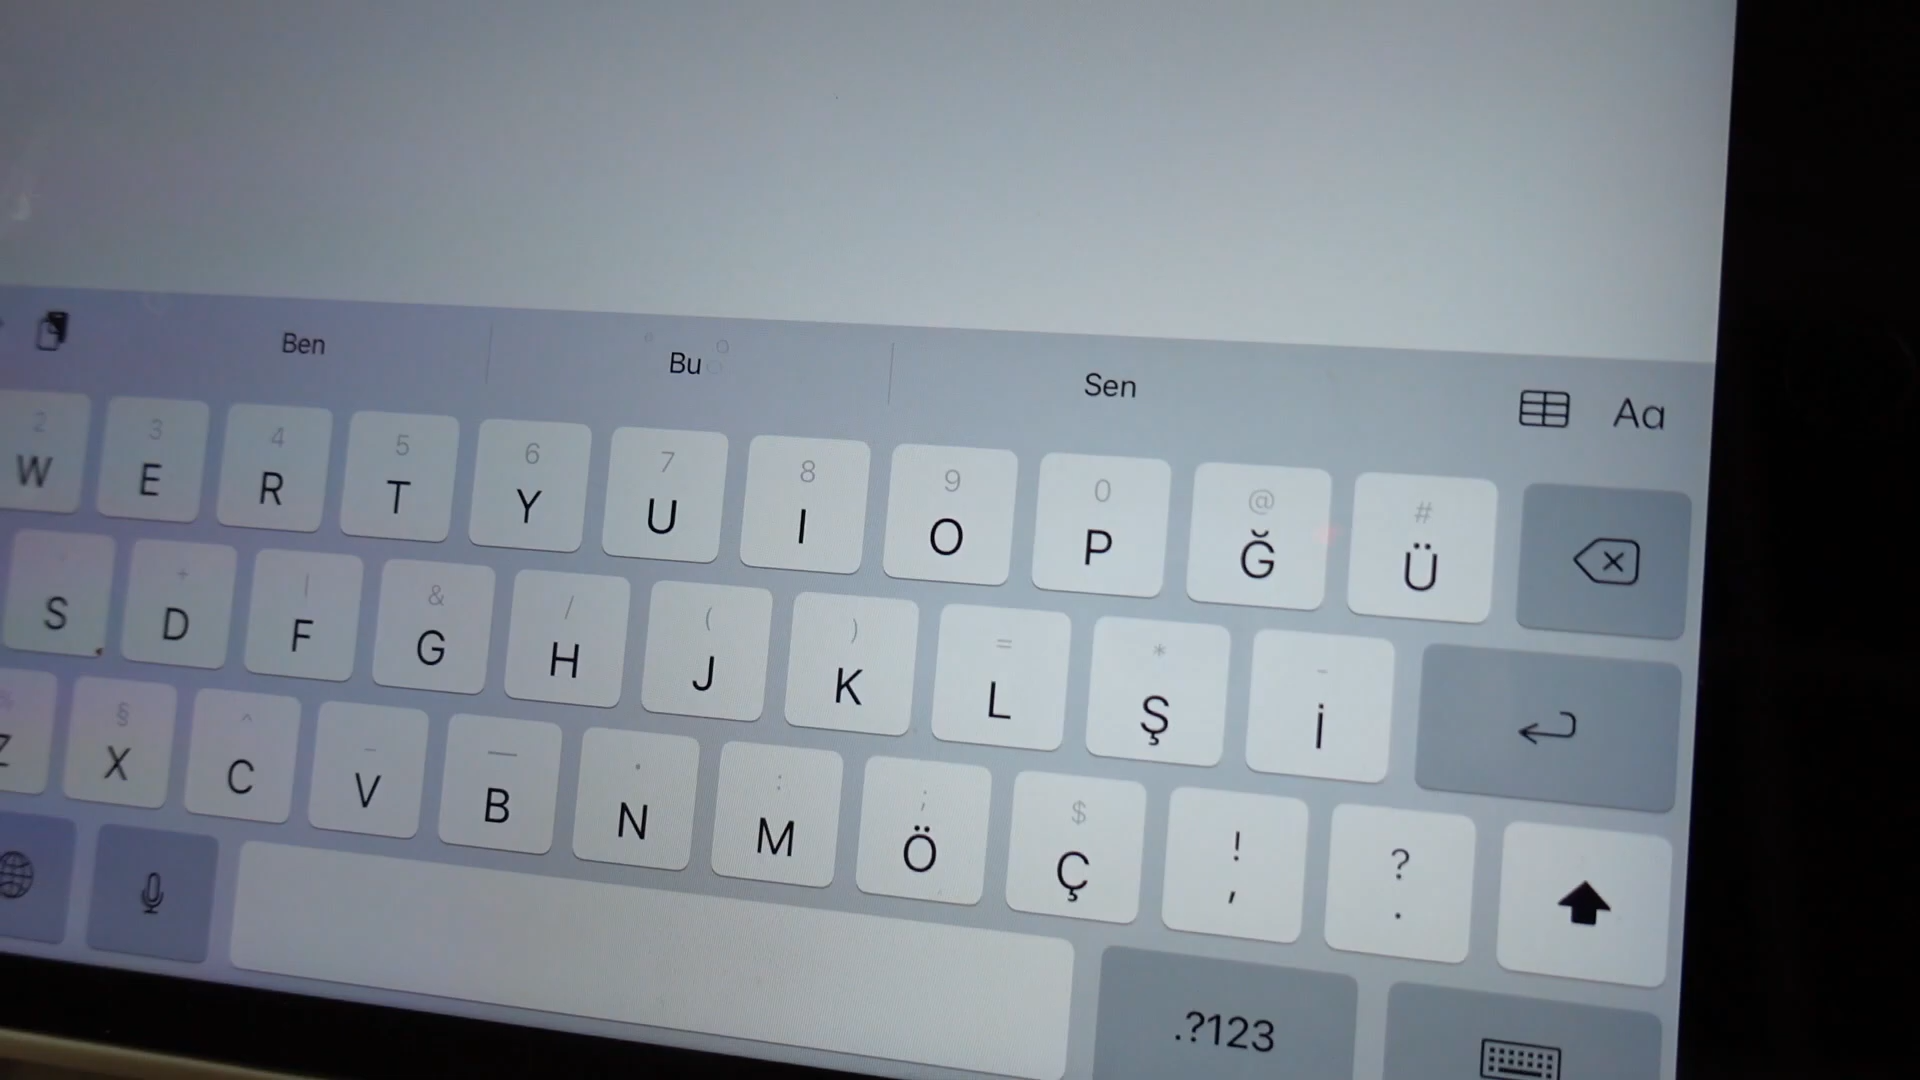 Ben Bu Sen Aa
2 3 4 5 6 7 8 9 0 @ #
W E R T Y U I O P Ğ Ü
+ | & / ( ) = * -
S D F G H J K L Ş İ
% § ^ _ — · : ; $ ! ?
Z X C V B N M Ö Ç , .
.?123